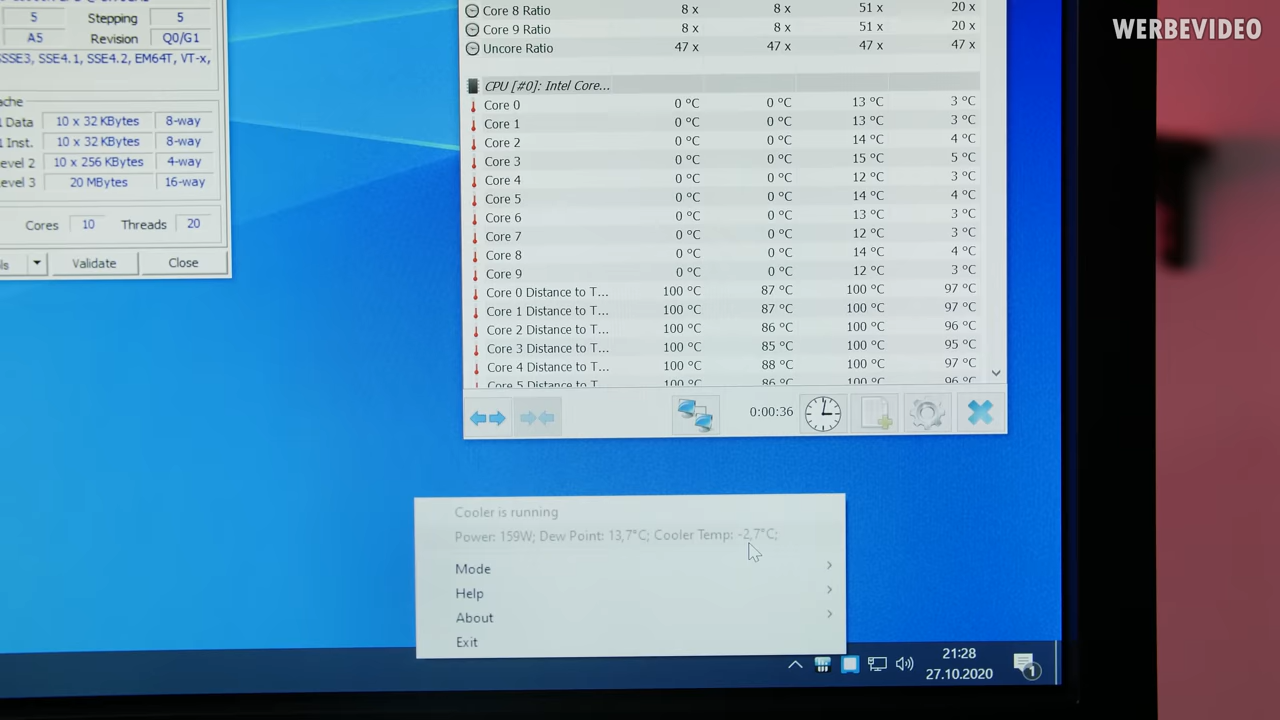 WERBEVIDEO
5 Stepping 5
A5 Revision Q0/G1
SSE3, SSE4.1, SSE4.2, EM64T, VT-x,
Data 10 x 32 KBytes 8-way
Inst. 10 x 32 KBytes 8-way
evel 2 10 x 256 KBytes 4-way
evel 3 20 MBytes 16-way
Cores 10 Threads 20
Validate Close
Core 8 Ratio 8 x 8 x 51 x 20 x
Core 9 Ratio 8 x 8 x 51 x 20 x
Uncore Ratio 47 x 47 x 47 x 47 x
CPU [#0]: Intel Core...
Core 0 0 °C 0 °C 13 °C 3 °C
Core 1 0 °C 0 °C 13 °C 3 °C
Core 2 0 °C 0 °C 14 °C 4 °C
Core 3 0 °C 0 °C 15 °C 5 °C
Core 4 0 °C 0 °C 12 °C 3 °C
Core 5 0 °C 0 °C 14 °C 4 °C
Core 6 0 °C 0 °C 13 °C 3 °C
Core 7 0 °C 0 °C 12 °C 3 °C
Core 8 0 °C 0 °C 14 °C 4 °C
Core 9 0 °C 0 °C 12 °C 3 °C
Core 0 Distance to T... 100 °C 87 °C 100 °C 97 °C
Core 1 Distance to T... 100 °C 87 °C 100 °C 97 °C
Core 2 Distance to T... 100 °C 86 °C 100 °C 96 °C
Core 3 Distance to T... 100 °C 85 °C 100 °C 95 °C
Core 4 Distance to T... 100 °C 88 °C 100 °C 97 °C
Core 5 Distance to T... 100 °C 86 °C 100 °C 96 °C
0:00:36
Cooler is running
Power: 159W; Dew Point: 13,7°C; Cooler Temp: -2,7°C;
Mode
Help
About
Exit
21:28
27.10.2020
1